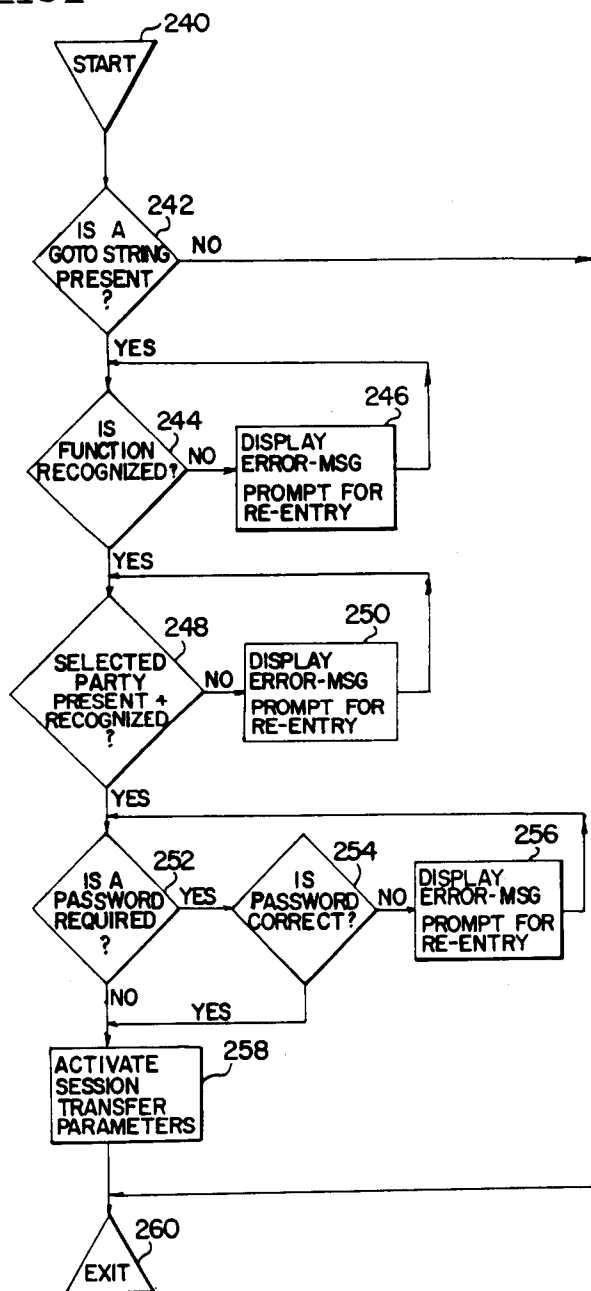 240
START
242
IS A
GOTO STRING
PRESENT
?
NO
YES
244
IS
FUNCTION
RECOGNIZED?
NO
246
DISPLAY
ERROR-MSG
PROMPT FOR
RE-ENTRY
YES
248
SELECTED
PARTY
PRESENT +
RECOGNIZED
?
NO
250
DISPLAY
ERROR-MSG
PROMPT FOR
RE-ENTRY
YES
252
IS A
PASSWORD
REQUIRED
?
YES
254
IS
PASSWORD
CORRECT?
NO
256
DISPLAY
ERROR-MSG
PROMPT FOR
RE-ENTRY
NO
YES
258
ACTIVATE
SESSION
TRANSFER
PARAMETERS
260
EXIT